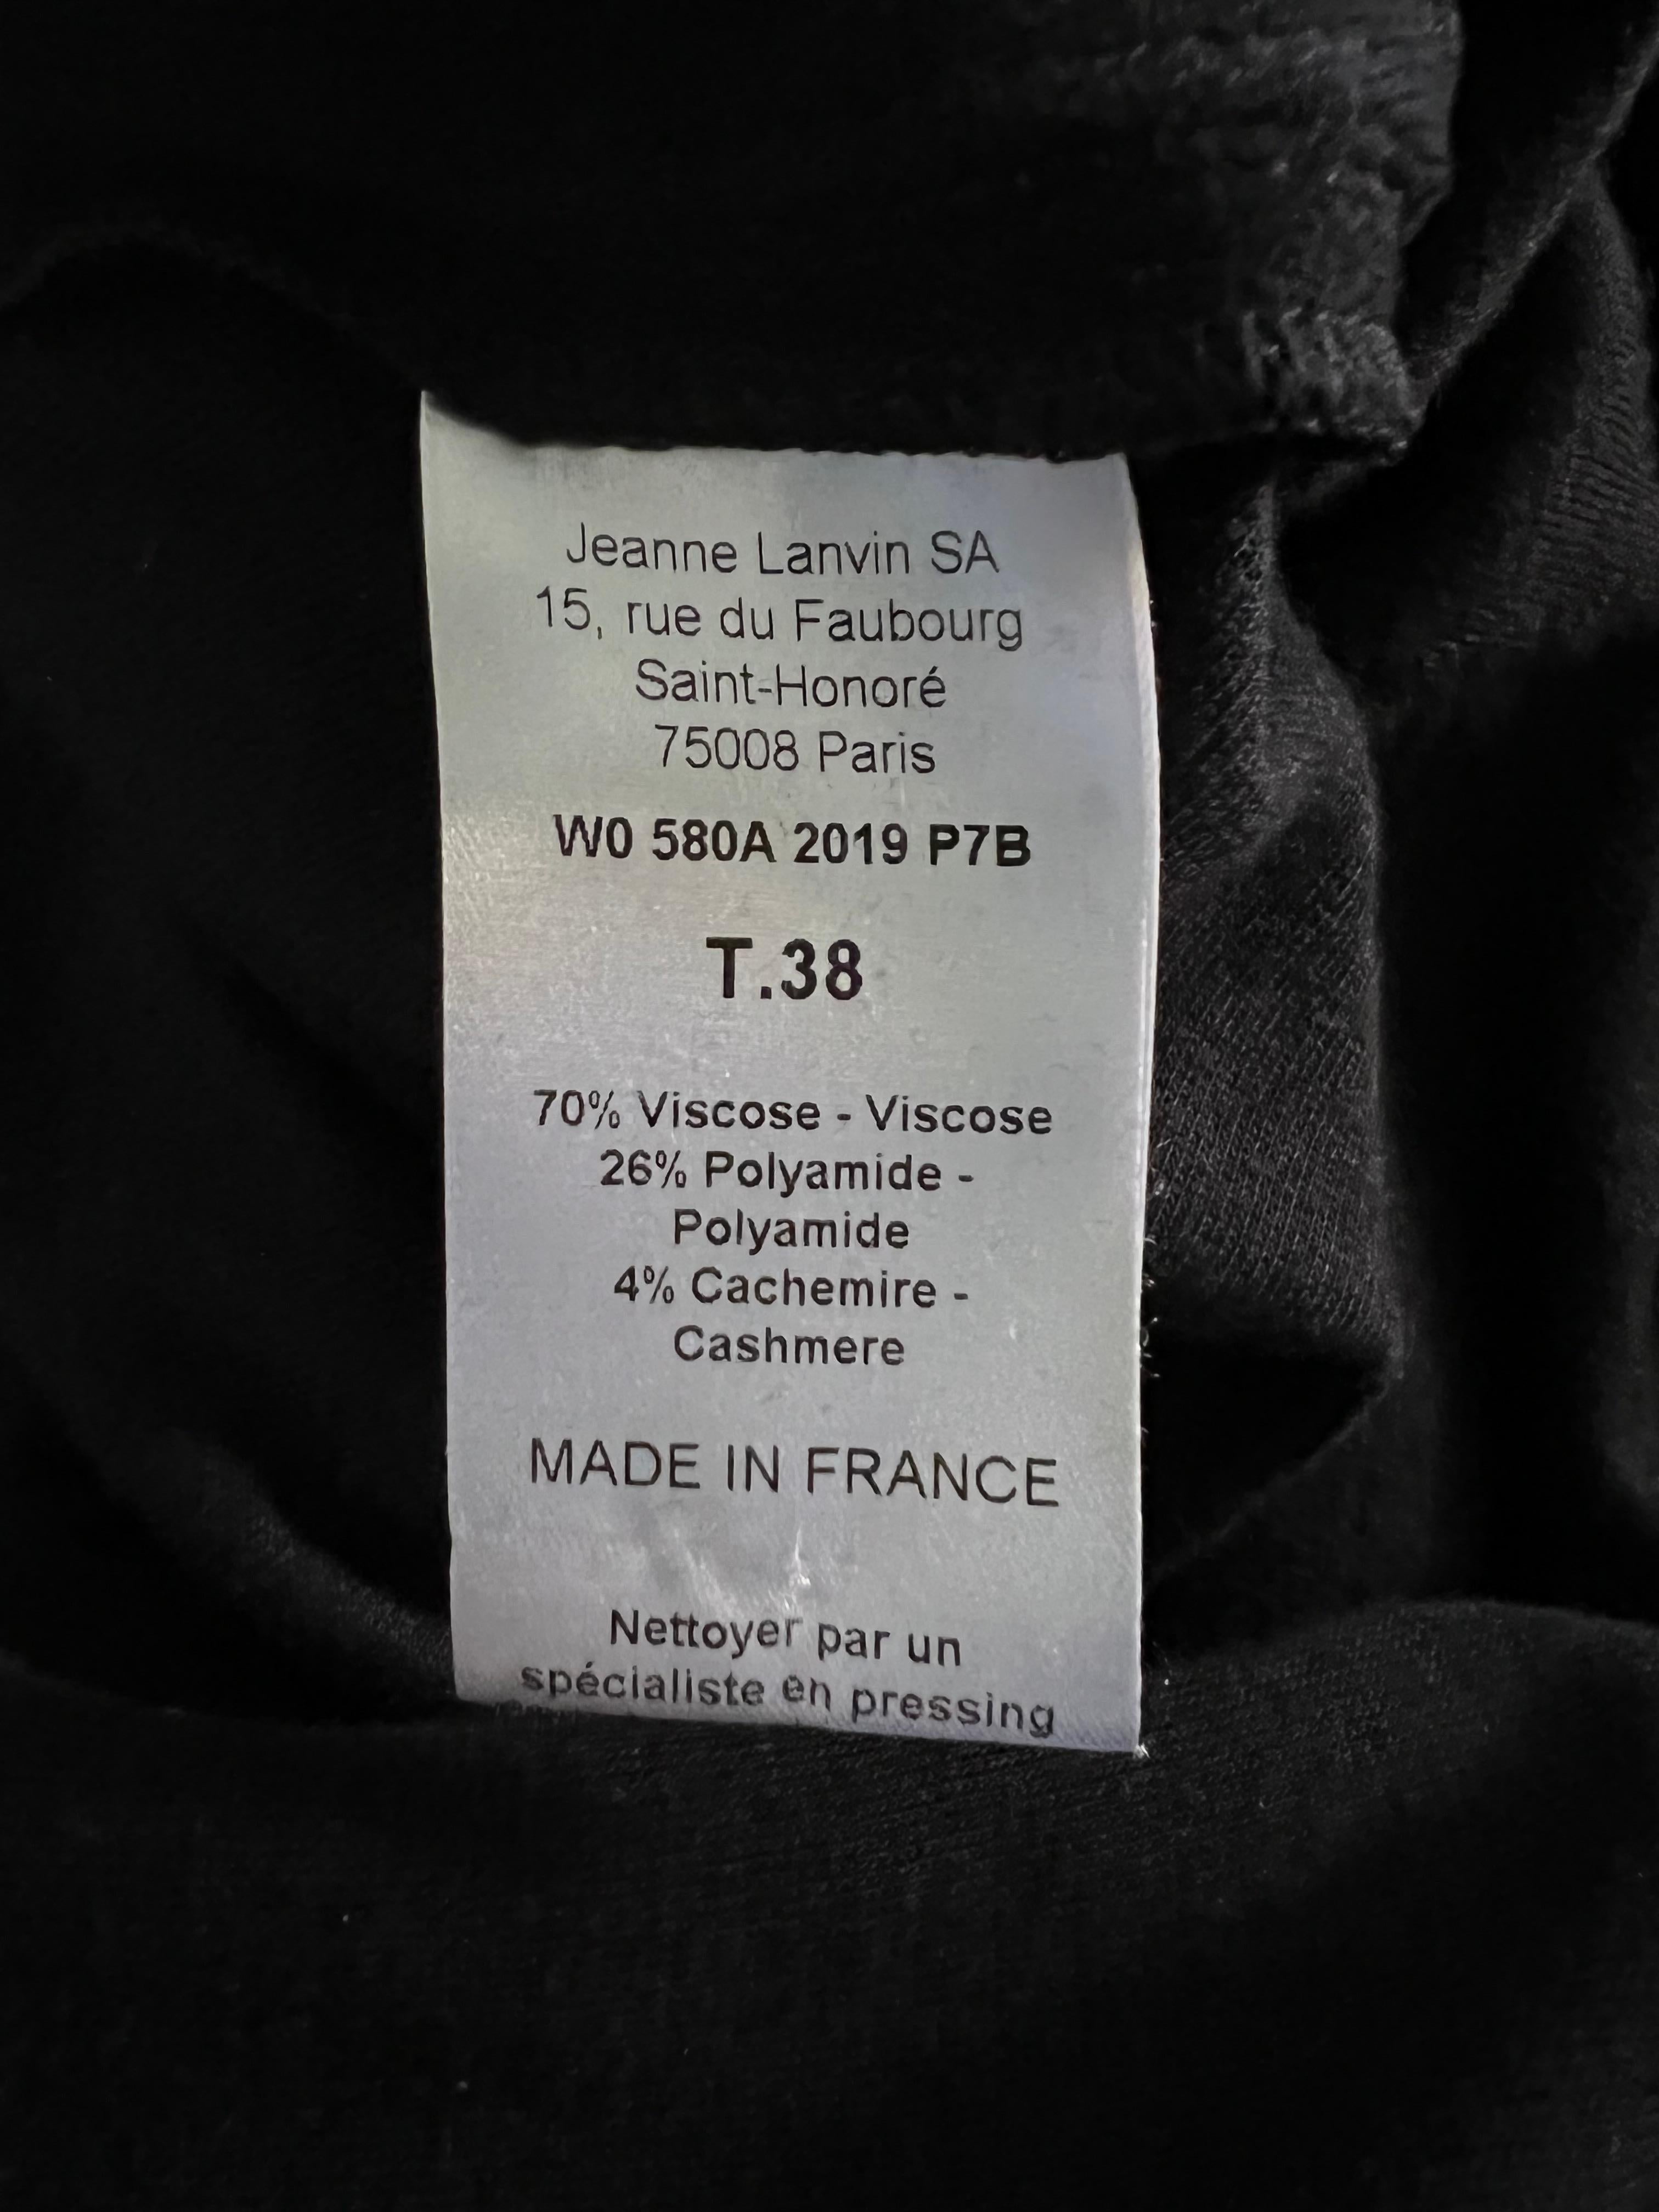 Jeanne Lanvin SA
15, rue du Faubourg
Saint-Honoré
75008 Paris
W0 580A 2019 P7B
T.38
70% Viscose - Viscose
26% Polyamide -
Polyamide
4% Cachemire -
Cashmere
MADE IN FRANCE
Nettoyer par un
spécialiste en pressing